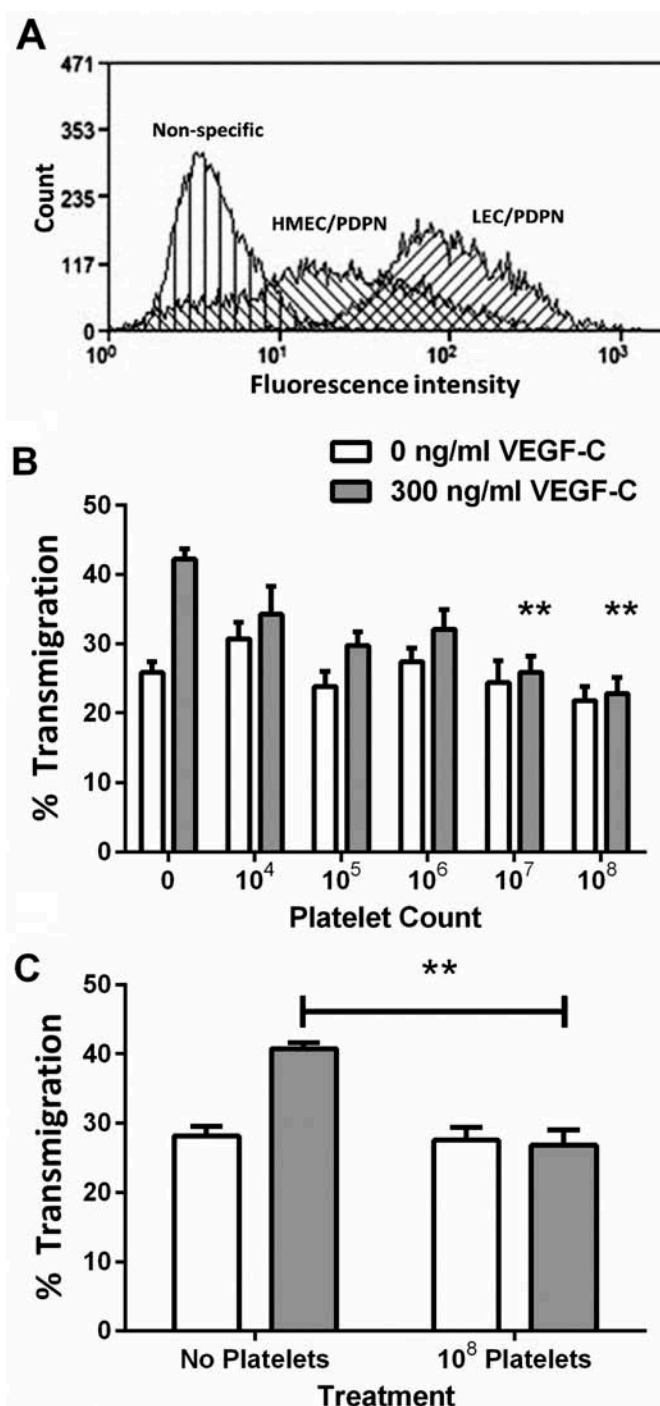 A
471
353
235
117
0
Count
Non-specific
HMEC/PDPN
LEC/PDPN
10⁰ 10¹ 10² 10³
Fluorescence intensity
B
0 ng/ml VEGF-C
300 ng/ml VEGF-C
50
40
30
20
10
0
% Transmigration
** **
0 10⁴ 10⁵ 10⁶ 10⁷ 10⁸
Platelet Count
C
50
40
30
20
10
0
% Transmigration
**
No Platelets 10⁸ Platelets
Treatment